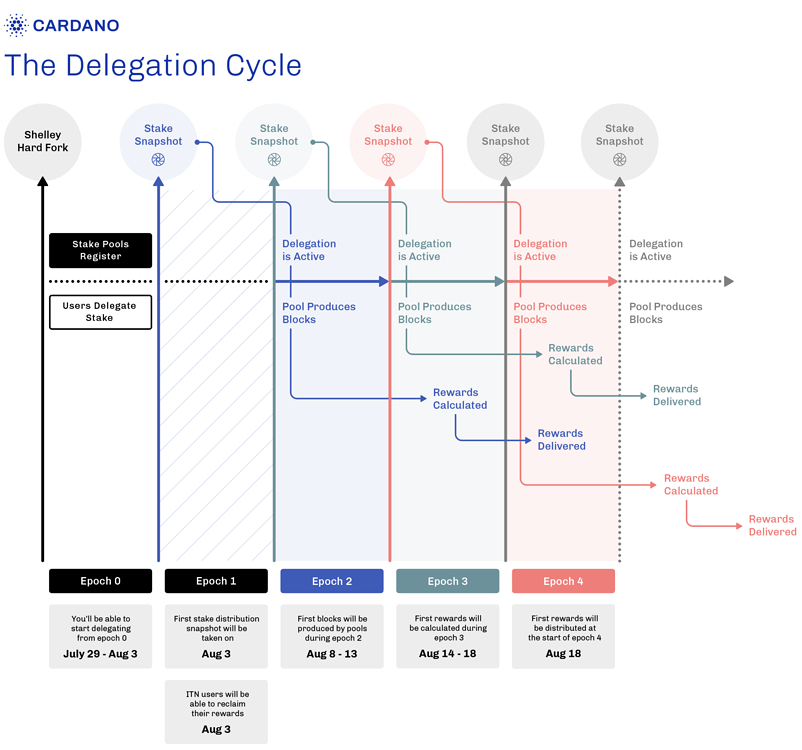 CARDANO
The Delegation Cycle
Shelley
Hard Fork
Stake
Snapshot
Stake
Snapshot
Stake
Snapshot
Stake
Snapshot
Stake
Snapshot
Stake Pools
Register
Users Delegate
Stake
Delegation
is Active
Delegation
is Active
Delegation
is Active
Delegation
is Active
Pool Produces
Blocks
Pool Produces
Blocks
Pool Produces
Blocks
Pool Produces
Blocks
Rewards
Calculated
Rewards
Delivered
Rewards
Calculated
Rewards
Delivered
Rewards
Calculated
Rewards
Delivered
Epoch 0
Epoch 1
Epoch 2
Epoch 3
Epoch 4
You'll be able to
start delegating
from epoch 0
July 29 - Aug 3
First stake distribution
snapshot will be
taken on
Aug 3
First blocks will be
produced by pools
during epoch 2
Aug 8 - 13
First rewards will
be calculated during
epoch 3
Aug 14 - 18
First rewards will
be distributed at
the start of epoch 4
Aug 18
ITN users will be
able to reclaim
their rewards
Aug 3